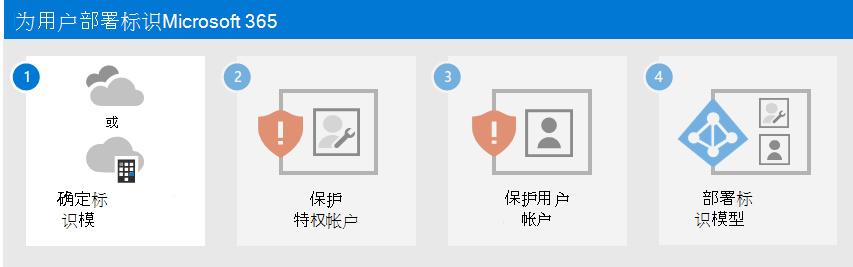 为用户部署标识Microsoft 365
1
2
3
4
或
确定标
识模
保护
特权帐户
保护用户
帐户
部署标
识模型